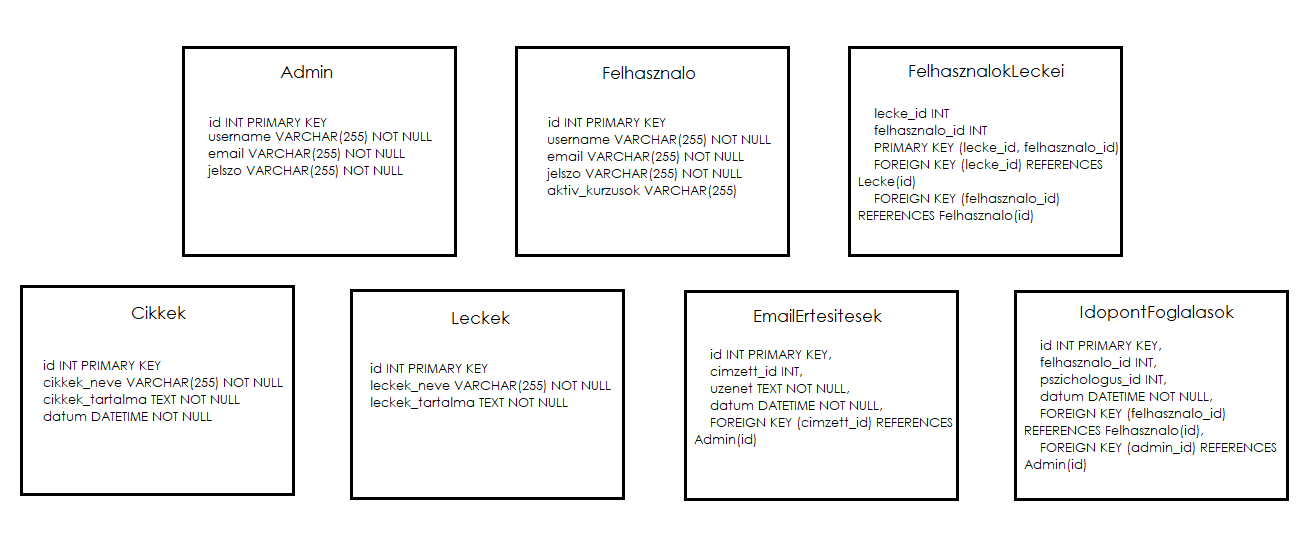 Admin
id INT PRIMARY KEY
username VARCHAR(255) NOT NULL
email VARCHAR(255) NOT NULL
jelszo VARCHAR(255) NOT NULL
Felhasznalo
id INT PRIMARY KEY
username VARCHAR(255) NOT NULL
email VARCHAR(255) NOT NULL
jelszo VARCHAR(255) NOT NULL
aktiv_kurzusok VARCHAR(255)
FelhasznalokLeckei
lecke_id INT
felhasznalo_id INT
PRIMARY KEY (lecke_id, felhasznalo_id)
FOREIGN KEY (lecke_id) REFERENCES
Lecke(id)
FOREIGN KEY (felhasznalo_id)
REFERENCES Felhasznalo(id)
Cikkek
id INT PRIMARY KEY
cikkek_neve VARCHAR(255) NOT NULL
cikkek_tartalma TEXT NOT NULL
datum DATETIME NOT NULL
Leckek
id INT PRIMARY KEY
leckek_neve VARCHAR(255) NOT NULL
leckek_tartalma TEXT NOT NULL
EmailErtesitesek
id INT PRIMARY KEY,
cimzett_id INT,
uzenet TEXT NOT NULL,
datum DATETIME NOT NULL,
FOREIGN KEY (cimzett_id) REFERENCES
Admin(id)
IdopontFoglalasok
id INT PRIMARY KEY,
felhasznalo_id INT,
pszichologus_id INT,
datum DATETIME NOT NULL,
FOREIGN KEY (felhasznalo_id)
REFERENCES Felhasznalo(id),
FOREIGN KEY (admin_id) REFERENCES
Admin(id)